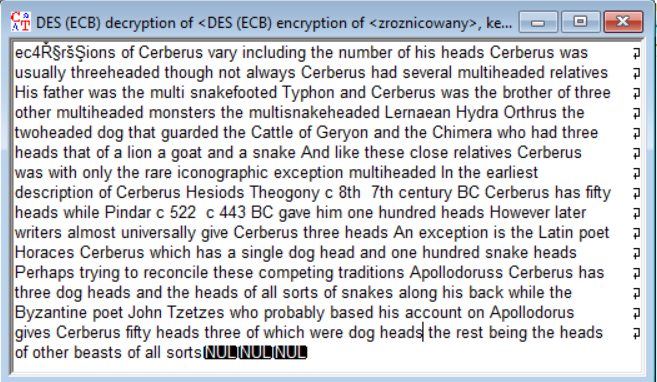 DES (ECB) decryption of <DES (ECB) encryption of <zroznicowany>, ke...
ec4Ř§ršŞions of Cerberus vary including the number of his heads Cerberus was
usually threeheaded though not always Cerberus had several multiheaded relatives
His father was the multi snakefooted Typhon and Cerberus was the brother of three
other multiheaded monsters the multisnakeheaded Lernaean Hydra Orthrus the
twoheaded dog that guarded the Cattle of Geryon and the Chimera who had three
heads that of a lion a goat and a snake And like these close relatives Cerberus
was with only the rare iconographic exception multiheaded In the earliest
description of Cerberus Hesiods Theogony c 8th  7th century BC Cerberus has fifty
heads while Pindar c 522  c 443 BC gave him one hundred heads However later
writers almost universally give Cerberus three heads An exception is the Latin poet
Horaces Cerberus which has a single dog head and one hundred snake heads
Perhaps trying to reconcile these competing traditions Apollodoruss Cerberus has
three dog heads and the heads of all sorts of snakes along his back while the
Byzantine poet John Tzetzes who probably based his account on Apollodorus
gives Cerberus fifty heads three of which were dog heads the rest being the heads
of other beasts of all sortsNULNULNUL